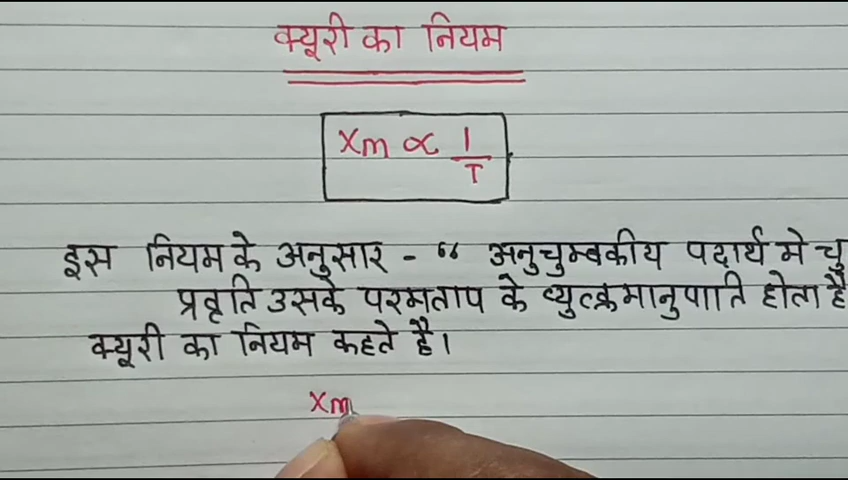 क्यूरी का नियम
Xm ∝ 1/T
इस नियम के अनुसार - “ अनुचुम्बकीय पदार्थ मे चु
प्रवृति उसके परमताप के व्युत्क्रमानुपाति होता है
क्यूरी का नियम कहते है।
Xm